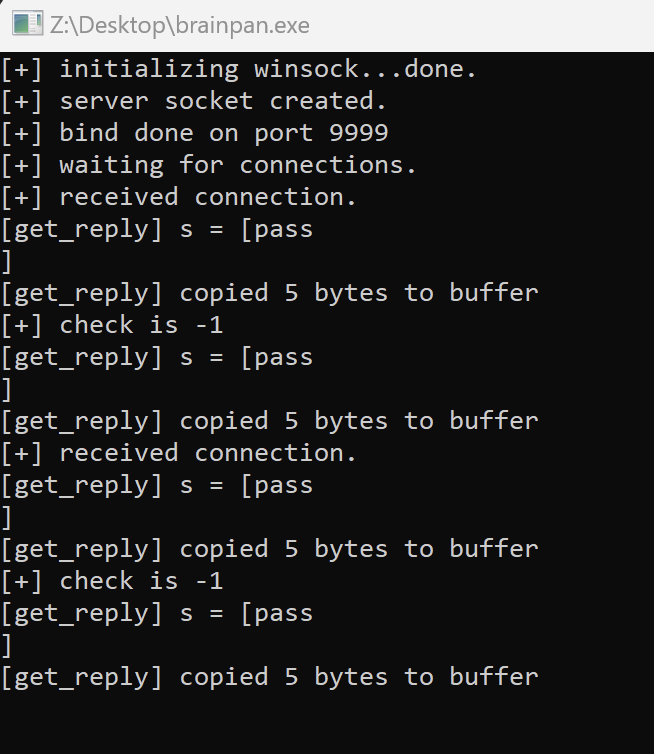 Z:\Desktop\brainpan.exe
[+] initializing winsock...done.
[+] server socket created.
[+] bind done on port 9999
[+] waiting for connections.
[+] received connection.
[get_reply] s = [pass
]
[get_reply] copied 5 bytes to buffer
[+] check is -1
[get_reply] s = [pass
]
[get_reply] copied 5 bytes to buffer
[+] received connection.
[get_reply] s = [pass
]
[get_reply] copied 5 bytes to buffer
[+] check is -1
[get_reply] s = [pass
]
[get_reply] copied 5 bytes to buffer